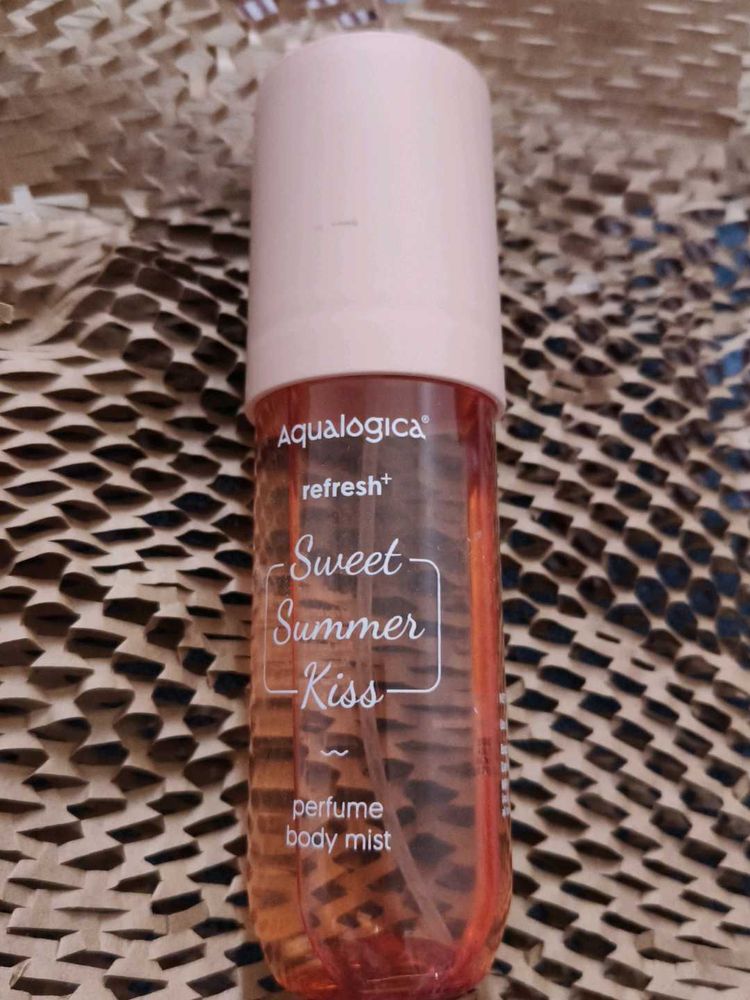 Aqualogica®
refresh+
Sweet
Summer
Kiss
perfume
body mist